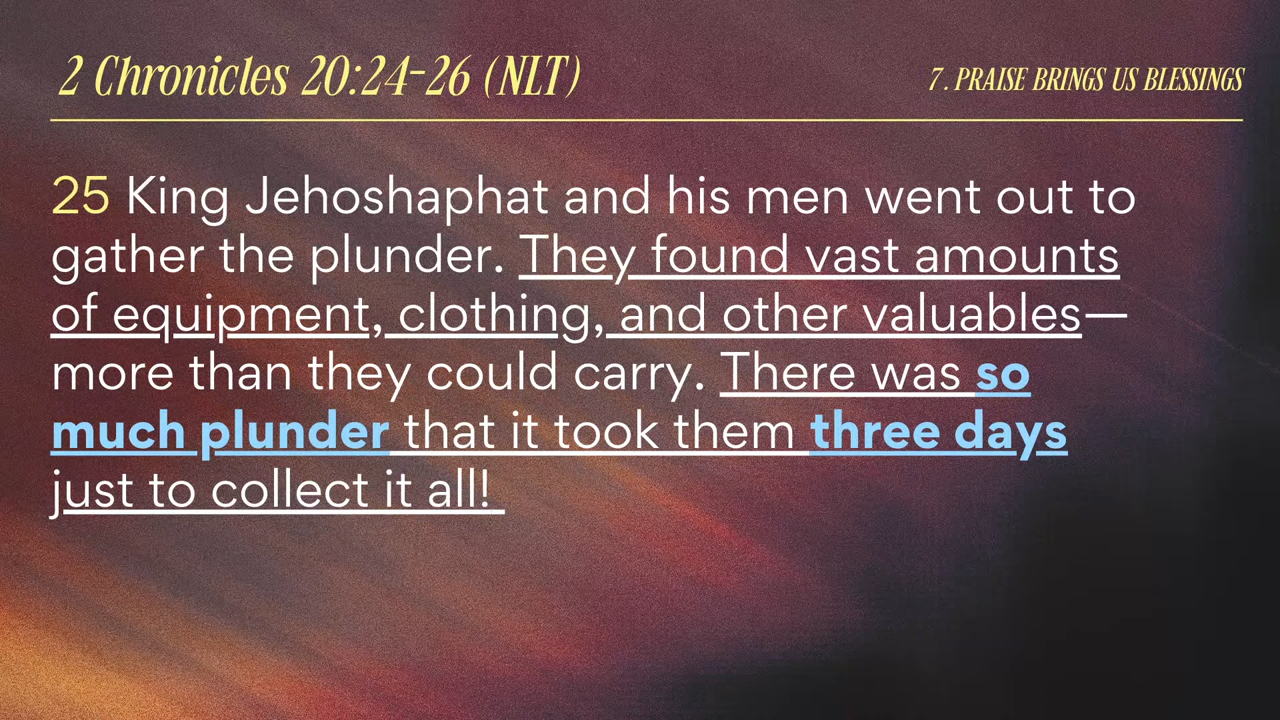 2 Chronicles 20:24-26 (NLT)
7. PRAISE BRINGS US BLESSINGS
25 King Jehoshaphat and his men went out to
gather the plunder. They found vast amounts
of equipment, clothing, and other valuables—
more than they could carry. There was so
much plunder that it took them three days
just to collect it all!